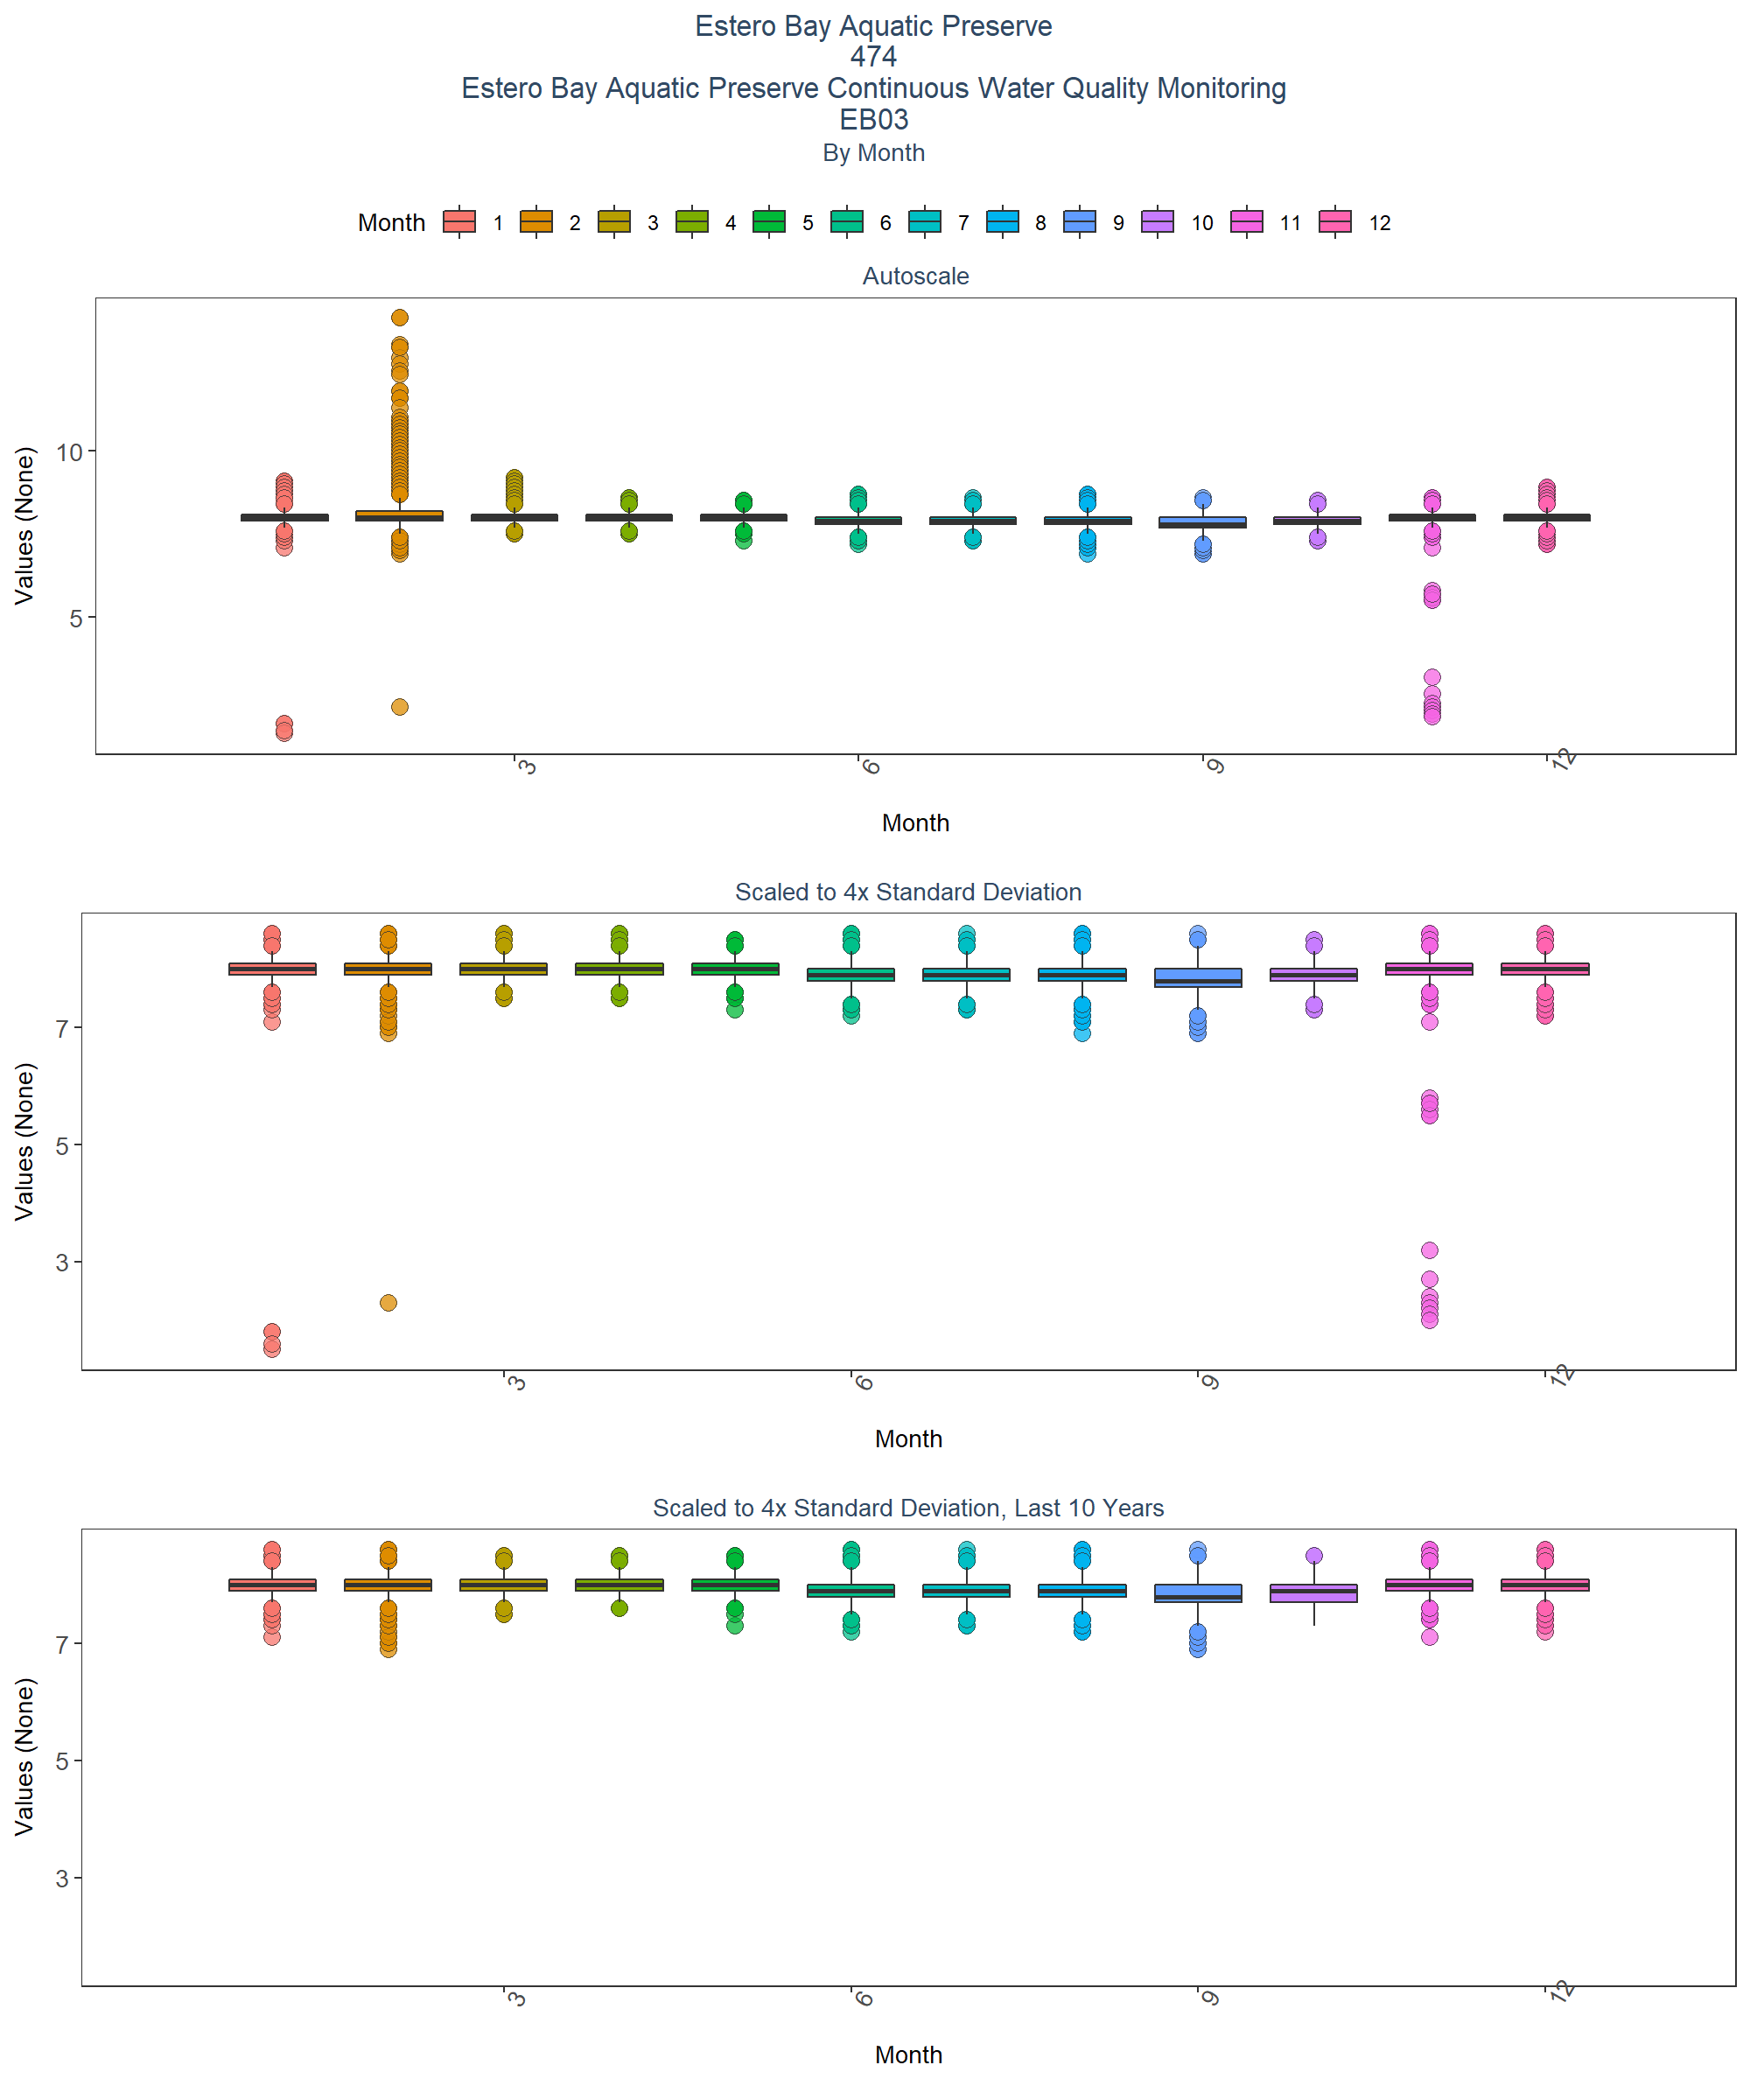 Estero Bay Aquatic Preserve
474
Estero Bay Aquatic Preserve Continuous Water Quality Monitoring
EB03
By Month
Month 1 2 3 4 5 6 7 8 9 10 11 12
Autoscale
Values (None)
10
5
3 6 9 12
Month
Scaled to 4x Standard Deviation
Values (None)
7
5
3
3 6 9 12
Month
Scaled to 4x Standard Deviation, Last 10 Years
Values (None)
7
5
3
3 6 9 12
Month